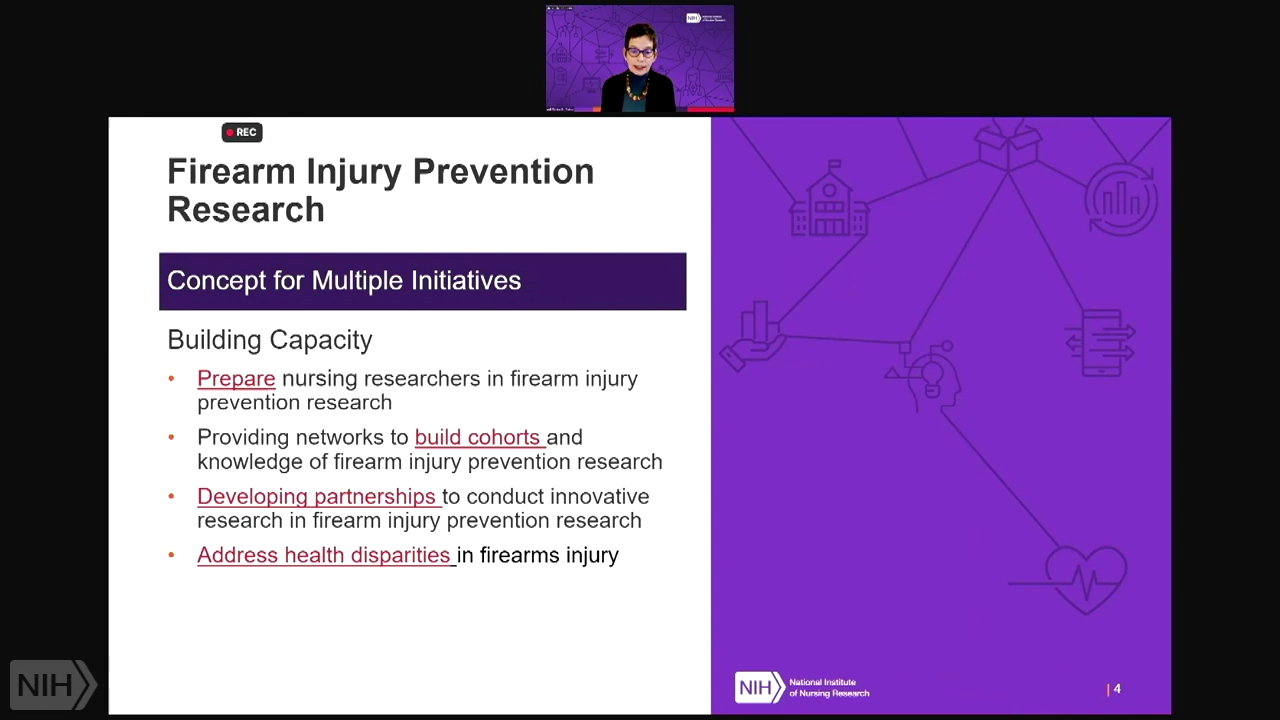 NIH
REC
Firearm Injury Prevention
Research
Concept for Multiple Initiatives
Building Capacity
• Prepare nursing researchers in firearm injury
prevention research
• Providing networks to build cohorts and
knowledge of firearm injury prevention research
• Developing partnerships to conduct innovative
research in firearm injury prevention research
• Address health disparities in firearms injury
NIH
NIH
National Institute
of Nursing Research
| 4